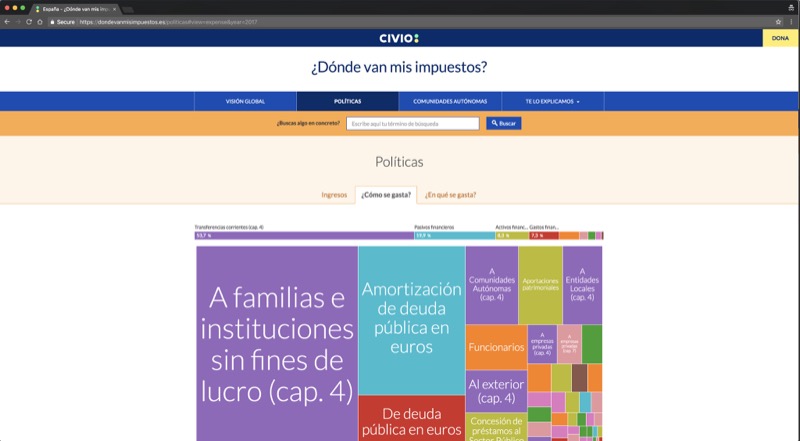 España - ¿Dónde van mis impu
Secure https://dondevanmisimpuestos.es/politicas#view=expense&year=2017
CIVIO:
DONA
¿Dónde van mis impuestos?
VISIÓN GLOBAL
POLÍTICAS
COMUNIDADES AUTÓNOMAS
TE LO EXPLICAMOS
¿Buscas algo en concreto?
Escribe aquí tu término de búsqueda
Buscar
Políticas
Ingresos
¿Cómo se gasta?
¿En qué se gasta?
Transferencias corrientes (cap. 4)
Pasivos financieros
Activos financ...
Gastos finan...
53,7 %
19,9 %
8,3 %
7,5 %
A familias e
instituciones
sin fines de
lucro (cap. 4)
Amortización
de deuda
pública en
euros
De deuda
pública en
euros
A
Comunidades
Autónomas
(cap. 4)
Aportaciones
patrimoniales
A
Entidades
Locales
(cap. 4)
Funcionarios
A
empresas
privadas
(cap. 4)
A
empresas
privadas
(cap. 7)
Al exterior
(cap. 4)
Concesión de
préstamos al
Sector Público